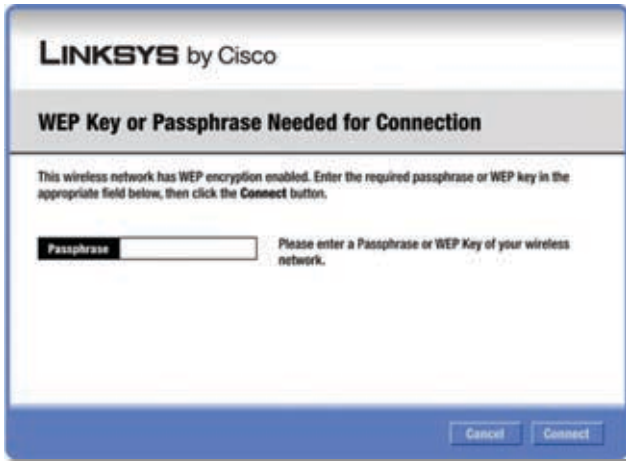 LINKSYS by Cisco
WEP Key or Passphrase Needed for Connection
This wireless network has WEP encryption enabled. Enter the required passphrase or WEP key in the
appropriate field below, then click the Connect button.
Passphrase
Please enter a Passphrase or WEP Key of your wireless
network.
Cancel
Connect